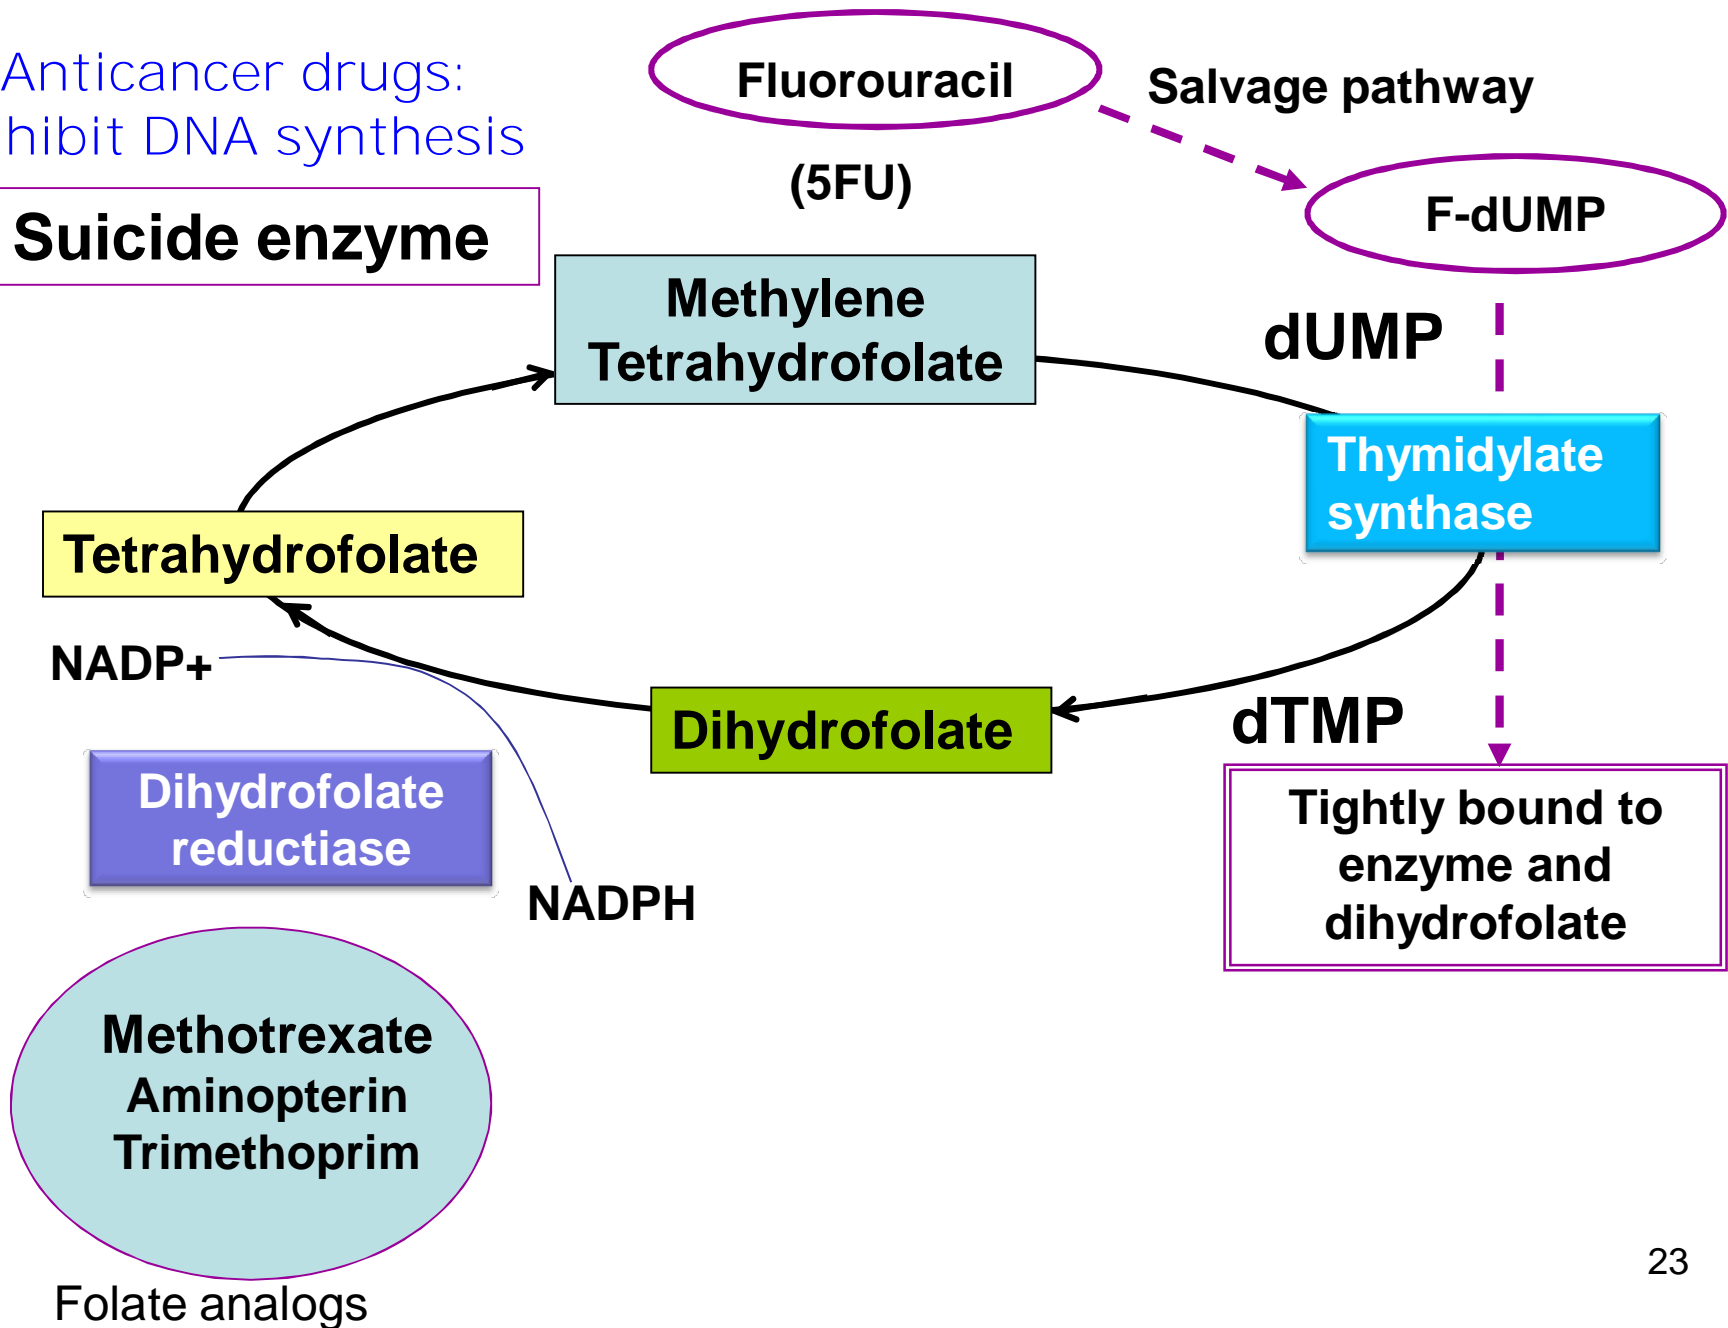 Anticancer drugs:
hibit DNA synthesis
Suicide enzyme
Fluorouracil
(5FU)
Salvage pathway
F-dUMP
Methylene
Tetrahydrofolate
dUMP
Thymidylate
synthase
Tetrahydrofolate
NADP+
Dihydrofolate
dTMP
Dihydrofolate
reductiase
NADPH
Tightly bound to
enzyme and
dihydrofolate
Methotrexate
Aminopterin
Trimethoprim
Folate analogs
23